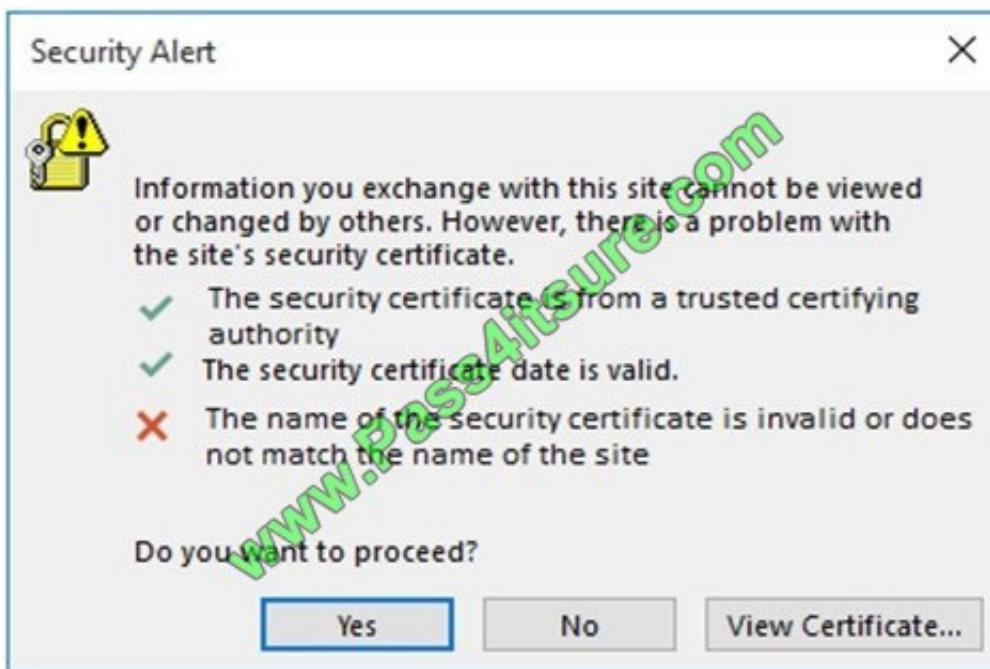 Security Alert
Information you exchange with this site cannot be viewed
or changed by others. However, there is a problem with
the site's security certificate.
The security certificate is from a trusted certifying
authority
The security certificate date is valid.
The name of the security certificate is invalid or does
not match the name of the site
Do you want to proceed?
Yes No View Certificate...
www.Pass4itsure.com